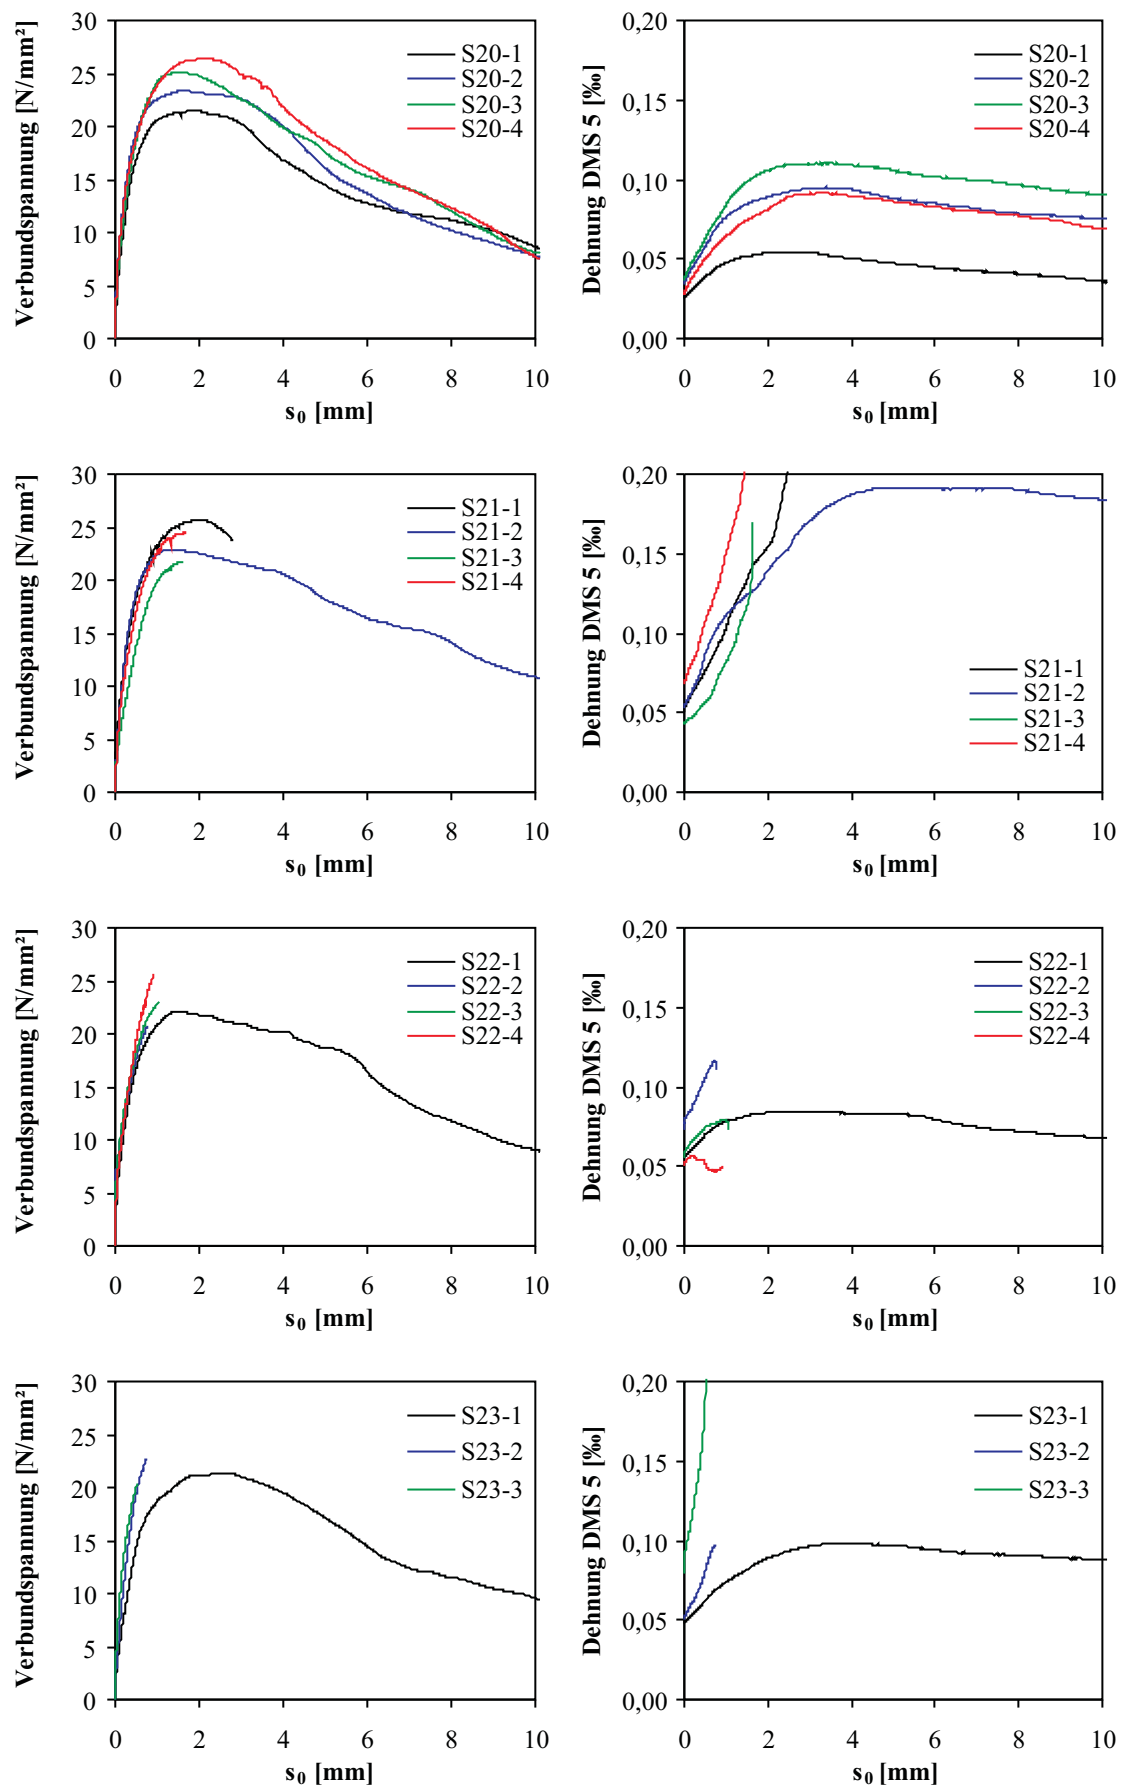 Verbundspannung [N/mm²]
30
25
20
15
10
5
0
S20-1
S20-2
S20-3
S20-4
0 2 4 6 8 10
s₀ [mm]
Dehnung DMS 5 [‰]
0,20
0,15
0,10
0,05
0,00
S20-1
S20-2
S20-3
S20-4
0 2 4 6 8 10
s₀ [mm]
Verbundspannung [N/mm²]
30
25
20
15
10
5
0
S21-1
S21-2
S21-3
S21-4
0 2 4 6 8 10
s₀ [mm]
Dehnung DMS 5 [‰]
0,20
0,15
0,10
0,05
0,00
S21-1
S21-2
S21-3
S21-4
0 2 4 6 8 10
s₀ [mm]
Verbundspannung [N/mm²]
30
25
20
15
10
5
0
S22-1
S22-2
S22-3
S22-4
0 2 4 6 8 10
s₀ [mm]
Dehnung DMS 5 [‰]
0,20
0,15
0,10
0,05
0,00
S22-1
S22-2
S22-3
S22-4
0 2 4 6 8 10
s₀ [mm]
Verbundspannung [N/mm²]
30
25
20
15
10
5
0
S23-1
S23-2
S23-3
0 2 4 6 8 10
s₀ [mm]
Dehnung DMS 5 [‰]
0,20
0,15
0,10
0,05
0,00
S23-1
S23-2
S23-3
0 2 4 6 8 10
s₀ [mm]